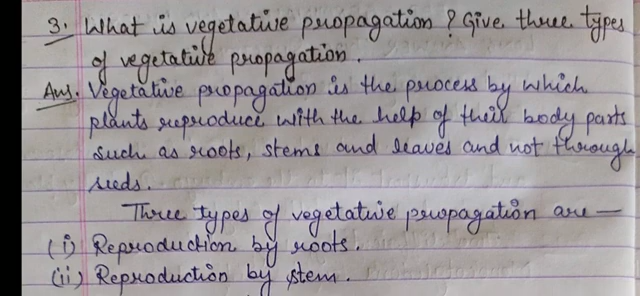 3. What is vegetative propagation? Give three types
of vegetative propagation.
Ans. Vegetative propagation is the process by which
plants reproduce with the help of their body parts
such as roots, stems and leaves and not through
seeds.
Three types of vegetative propagation are —
(i) Reproduction by roots.
(ii) Reproduction by stem.